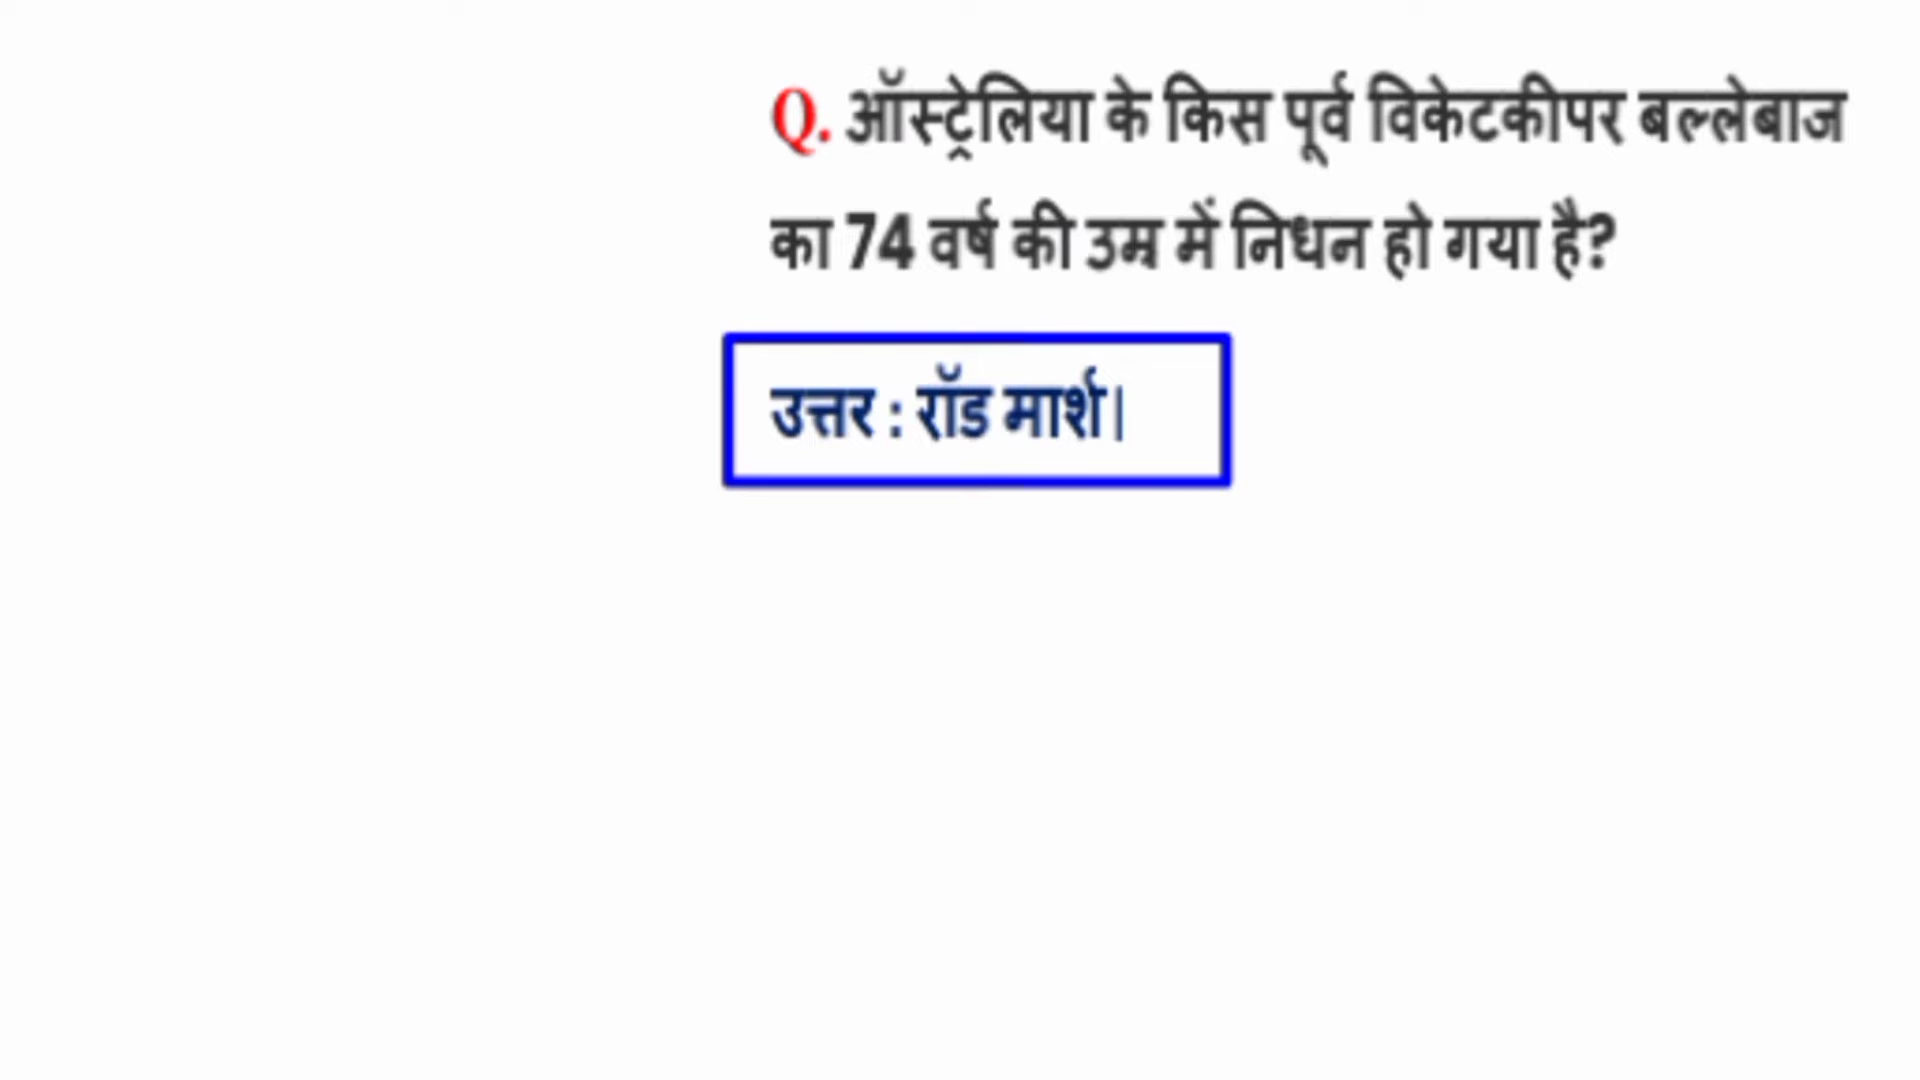 Q. ऑस्ट्रेलिया के किस पूर्व विकेटकीपर बल्लेबाज
का 74 वर्ष की उम्र में निधन हो गया है?
उत्तर : रॉड मार्श|